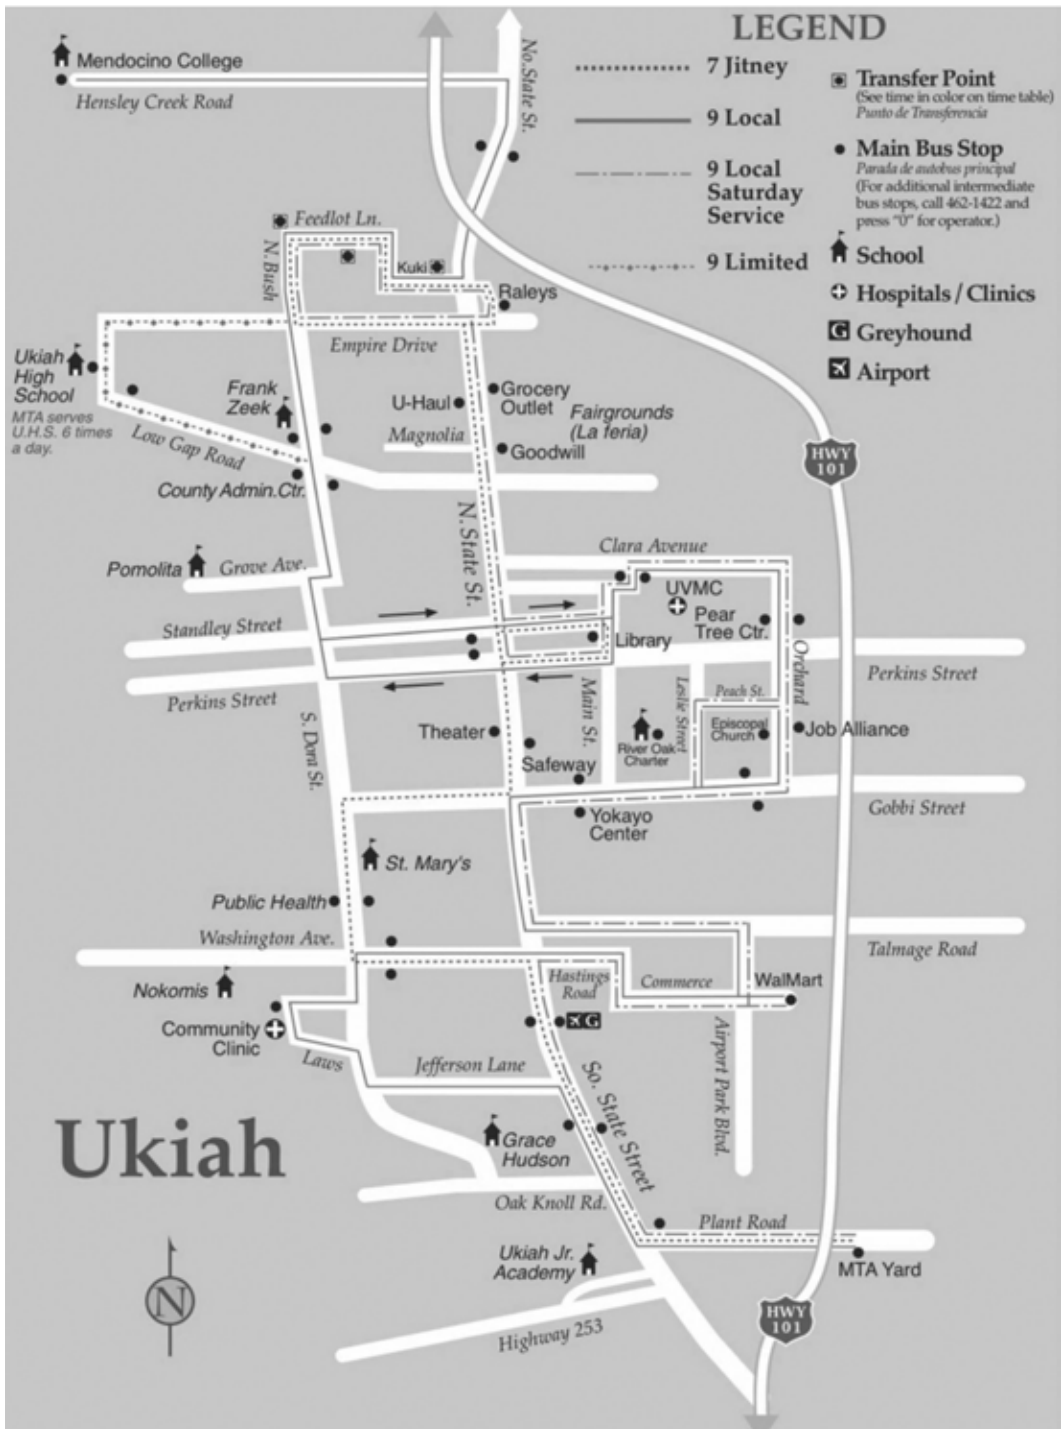 LEGEND
7 Jitney
9 Local
9 Local
Saturday
Service
9 Limited
Transfer Point
(See time in color on time table)
Punto de Transferencia
Main Bus Stop
Parada de autobus principal
(For additional intermediate
bus stops, call 462-1422 and
press "0" for operator.)
School
Hospitals / Clinics
G Greyhound
Airport
Mendocino College
Hensley Creek Road
No. State St.
Feedlot Ln.
N. Bush
Kuki
Raleys
Empire Drive
Ukiah
High
School
MTA serves
U.H.S. 6 times
a day.
Frank
Zeek
U-Haul
Grocery
Outlet
Magnolia
Fairgrounds
(La feria)
Goodwill
Low Gap Road
County Admin.Ctr.
HWY
101
N. State St.
Clara Avenue
Pomolita
Grove Ave.
UVMC
Pear
Tree Ctr.
Standley Street
Library
Orchard
Perkins Street
Perkins Street
Main St.
Leslie Street
Peach St.
S. Dora St.
Theater
Episcopal
Church
Job Alliance
River Oak
Charter
Safeway
Gobbi Street
Yokayo
Center
St. Mary's
Public Health
Washington Ave.
Talmage Road
Nokomis
Hastings
Road
Commerce
WalMart
G
Community
Clinic
Laws
Jefferson Lane
Airport Park Blvd.
So. State Street
Ukiah
Grace
Hudson
Oak Knoll Rd.
Plant Road
Ukiah Jr.
Academy
MTA Yard
N
Highway 253
HWY
101